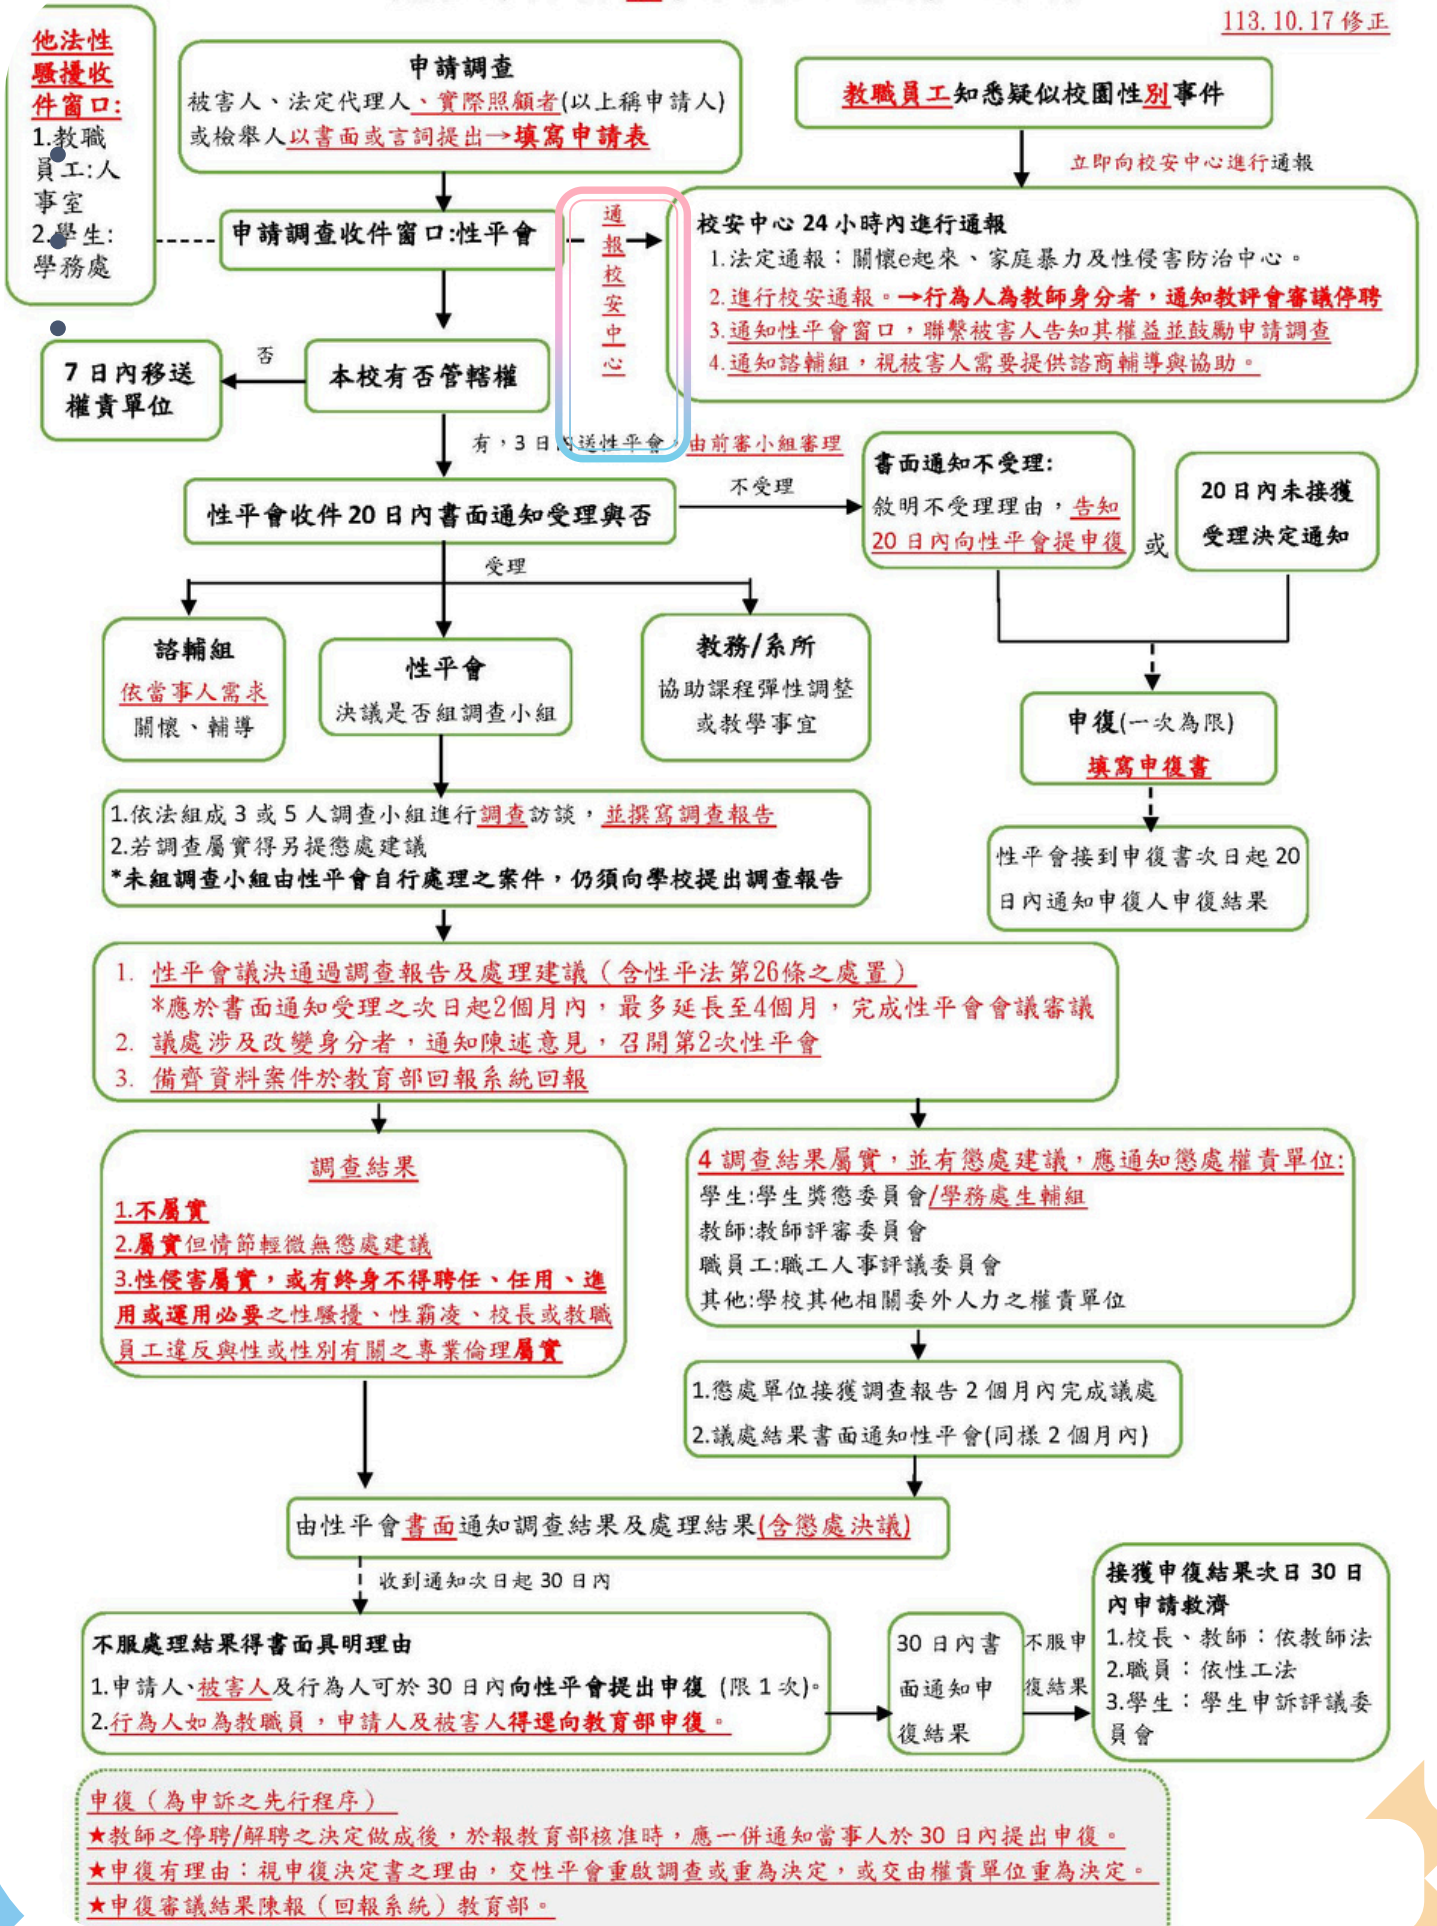 113.10.17修正
他法性
騷擾收
件窗口:
1.教職
員工:人
事室
2.學生:
學務處
申請調查
被害人、法定代理人、實際照顧者(以上稱申請人)
或檢舉人以書面或言詞提出→填寫申請表
教職員工知悉疑似校園性別事件
立即向校安中心進行通報
申請調查收件窗口:性平會
通
報
校
安
中
心
校安中心 24 小時內進行通報
1.法定通報：關懷e起來、家庭暴力及性侵害防治中心。
2.進行校安通報。→行為人為教師身分者，通知教評會審議停聘
3.通知性平會窗口，聯繫被害人告知其權益並鼓勵申請調查
4.通知諮輔組，視被害人需要提供諮商輔導與協助。
7 日內移送
權責單位
否
本校有否管轄權
有，3 日內送性平會，由前審小組審理
性平會收件 20 日內書面通知受理與否
不受理
書面通知不受理:
敘明不受理理由，告知
20 日內向性平會提申復
或
20 日內未接獲
受理決定通知
受理
諮輔組
依當事人需求
關懷、輔導
性平會
決議是否組調查小組
教務/系所
協助課程彈性調整
或教學事宜
申復(一次為限)
填寫申復書
性平會接到申復書次日起 20
日內通知申復人申復結果
1.依法組成 3 或 5 人調查小組進行調查訪談，並撰寫調查報告
2.若調查屬實得另提懲處建議
*未組調查小組由性平會自行處理之案件，仍須向學校提出調查報告
1. 性平會議決通過調查報告及處理建議（含性平法第26條之處置）
*應於書面通知受理之次日起2個月內，最多延長至4個月，完成性平會會議審議
2. 議處涉及改變身分者，通知陳述意見，召開第2次性平會
3. 備齊資料案件於教育部回報系統回報
調查結果
1.不屬實
2.屬實但情節輕微無懲處建議
3.性侵害屬實，或有終身不得聘任、任用、進
用或運用必要之性騷擾、性霸凌、校長或教職
員工違反與性或性別有關之專業倫理屬實
4 調查結果屬實，並有懲處建議，應通知懲處權責單位:
學生:學生獎懲委員會/學務處生輔組
教師:教師評審委員會
職員工:職工人事評議委員會
其他:學校其他相關委外人力之權責單位
1.懲處單位接獲調查報告 2 個月內完成議處
2.議處結果書面通知性平會(同樣 2 個月內)
由性平會書面通知調查結果及處理結果(含懲處決議)
收到通知次日起 30 日內
不服處理結果得書面具明理由
1.申請人、被害人及行為人可於 30 日內向性平會提出申復 (限 1 次)。
2.行為人如為教職員，申請人及被害人得逕向教育部申復。
30 日內書
面通知申
復結果
不服申
復結果
接獲申復結果次日 30 日
內申請救濟
1.校長、教師：依教師法
2.職員：依性工法
3.學生：學生申訴評議委
員會
申復（為申訴之先行程序）
★教師之停聘/解聘之決定做成後，於報教育部核准時，應一併通知當事人於 30 日內提出申復。
★申復有理由：視申復決定書之理由，交性平會重啟調查或重為決定，或交由權責單位重為決定。
★申復審議結果陳報（回報系統）教育部。